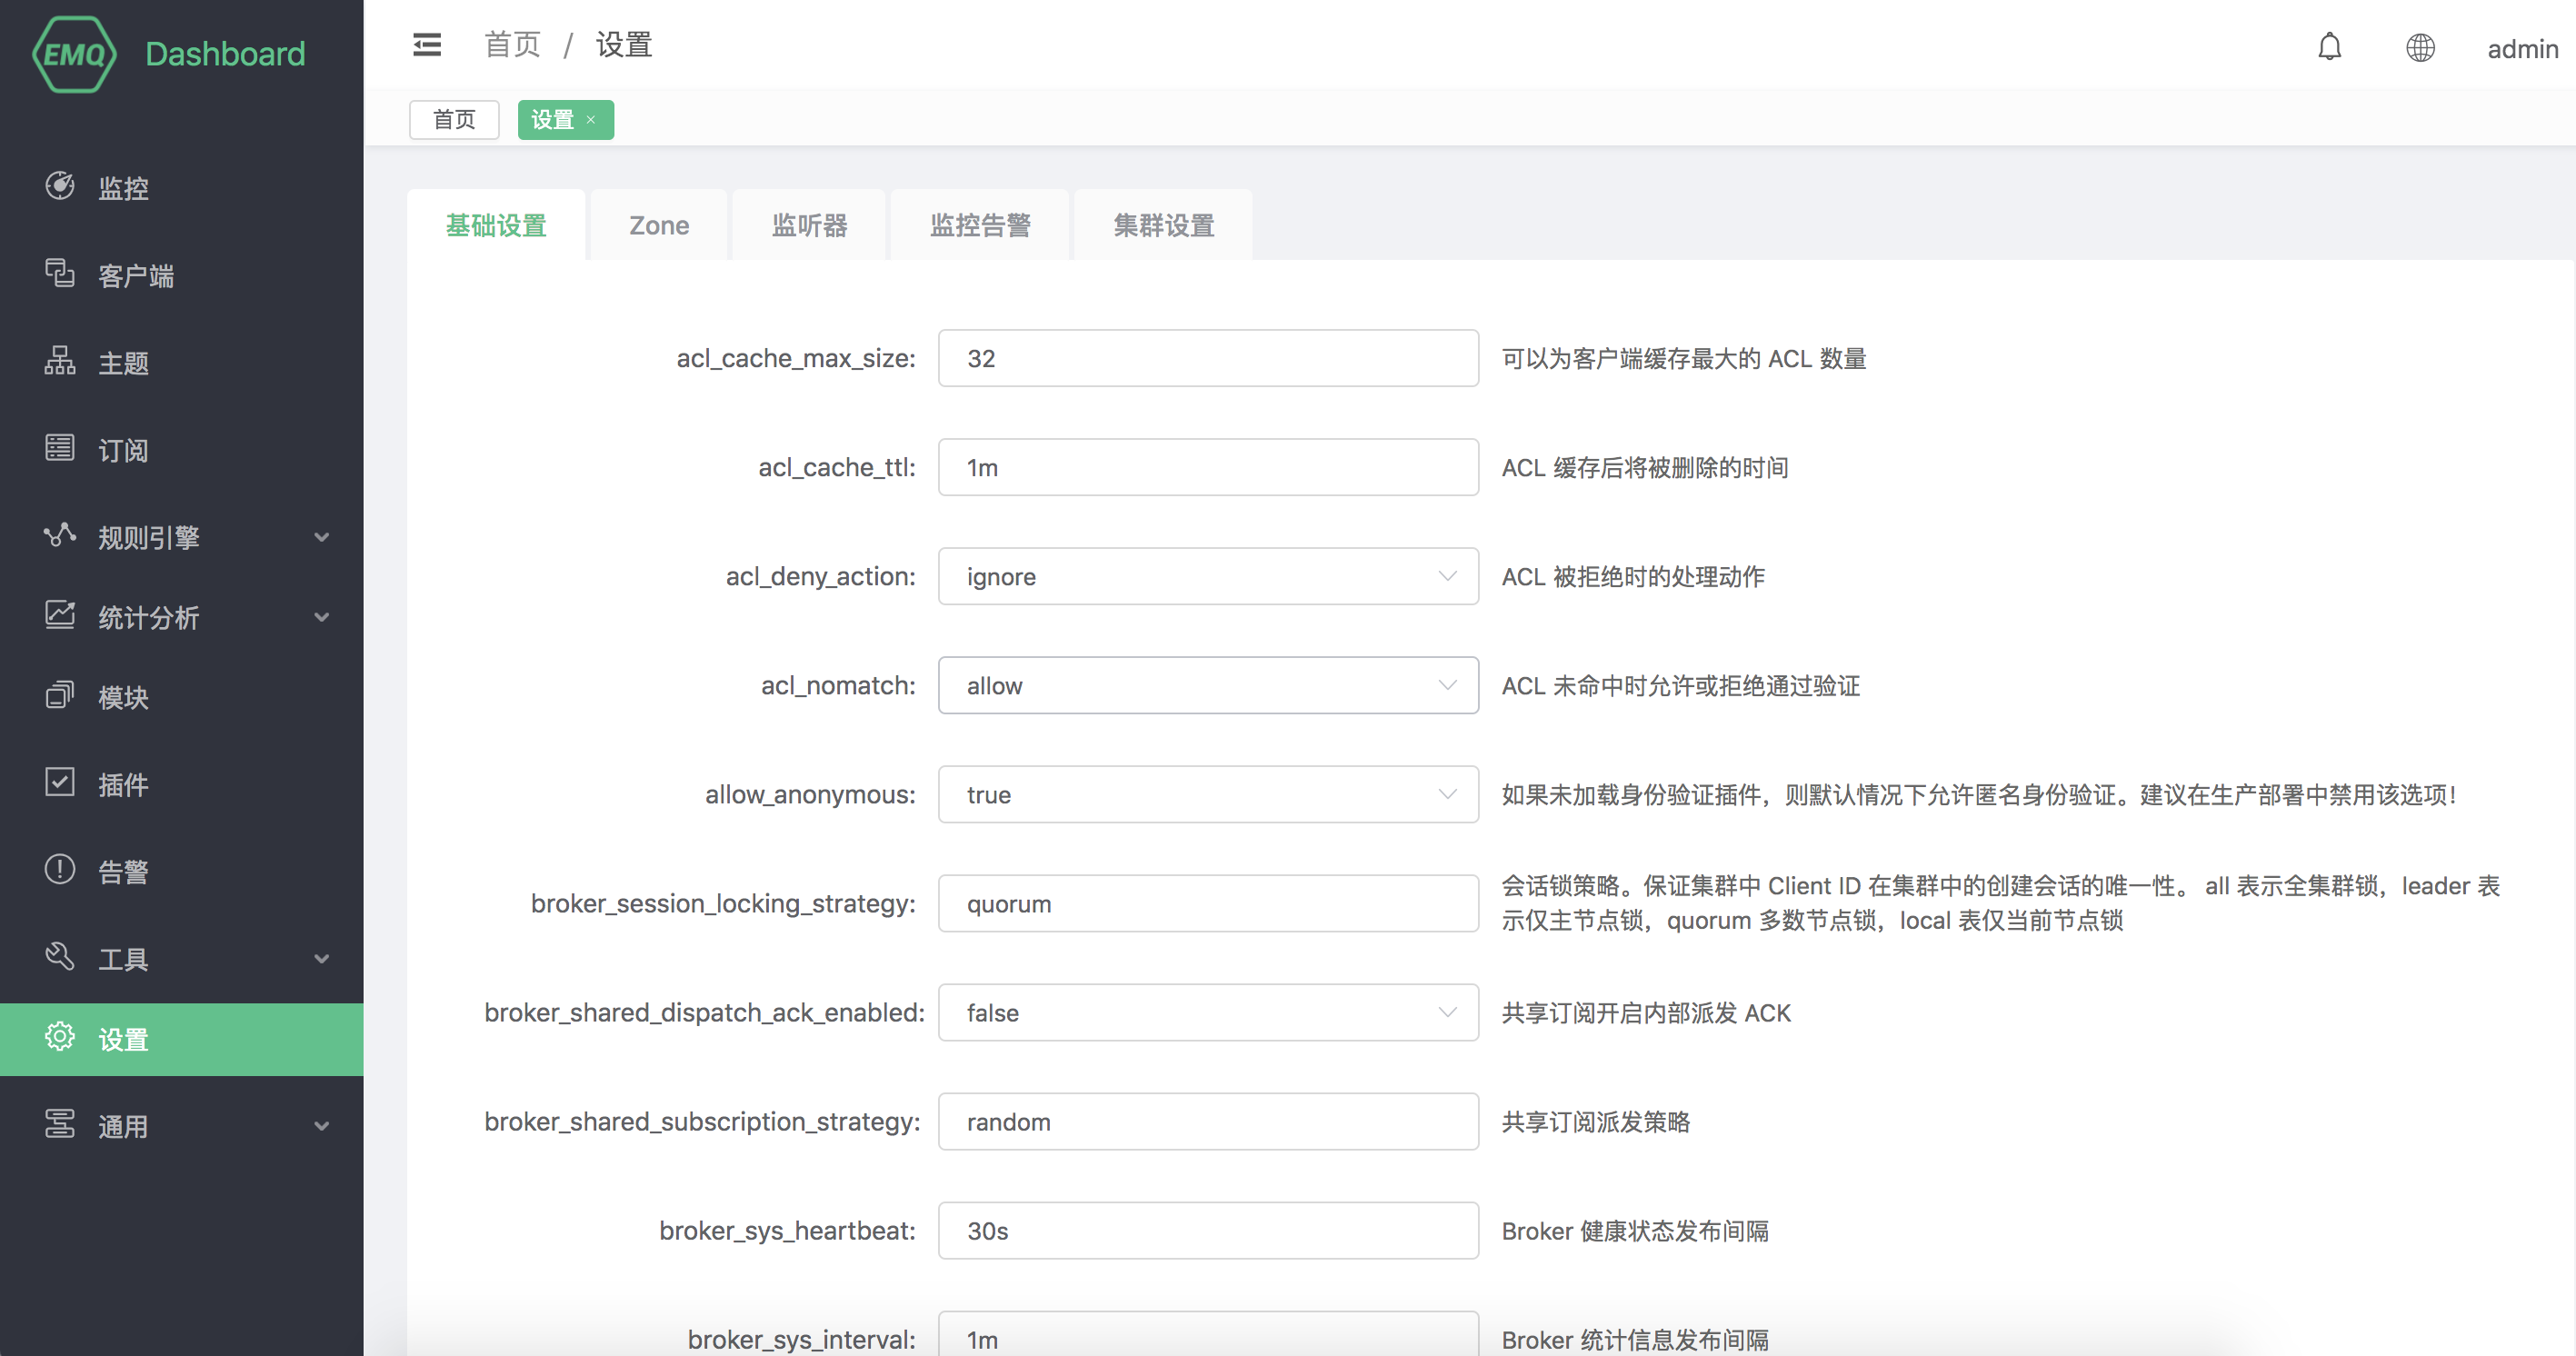 EMQ Dashboard
首页 / 设置
admin
首页
设置 ×
监控
客户端
主题
订阅
规则引擎
统计分析
模块
插件
告警
工具
设置
通用
基础设置
Zone
监听器
监控告警
集群设置
acl_cache_max_size: 32 可以为客户端缓存最大的 ACL 数量
acl_cache_ttl: 1m ACL 缓存后将被删除的时间
acl_deny_action: ignore ACL 被拒绝时的处理动作
acl_nomatch: allow ACL 未命中时允许或拒绝通过验证
allow_anonymous: true 如果未加载身份验证插件，则默认情况下允许匿名身份验证。建议在生产部署中禁用该选项！
broker_session_locking_strategy: quorum 会话锁策略。保证集群中 Client ID 在集群中的创建会话的唯一性。 all 表示全集群锁，leader 表
示仅主节点锁，quorum 多数节点锁，local 表仅当前节点锁
broker_shared_dispatch_ack_enabled: false 共享订阅开启内部派发 ACK
broker_shared_subscription_strategy: random 共享订阅派发策略
broker_sys_heartbeat: 30s Broker 健康状态发布间隔
broker_sys_interval: 1m Broker 统计信息发布间隔